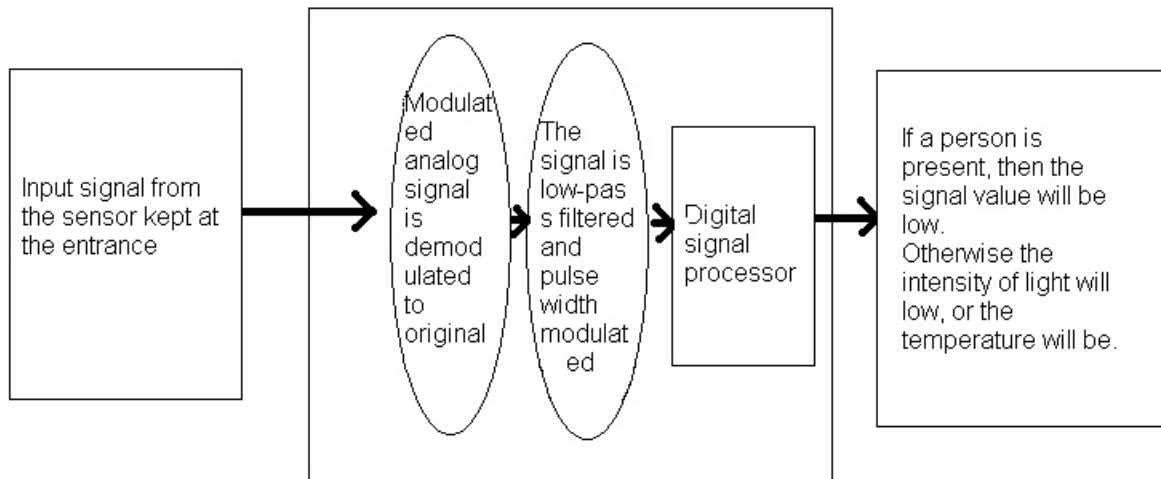 Input signal from
the sensor kept at
the entrance
Modulat
ed
analog
signal
is
demod
ulated
to
original
The
signal is
low-pas
s filtered
and
pulse
width
modulat
ed
Digital
signal
processor
If a person is
present, then the
signal value will be
low.
Otherwise the
intensity of light will
low, or the
temperature will be.